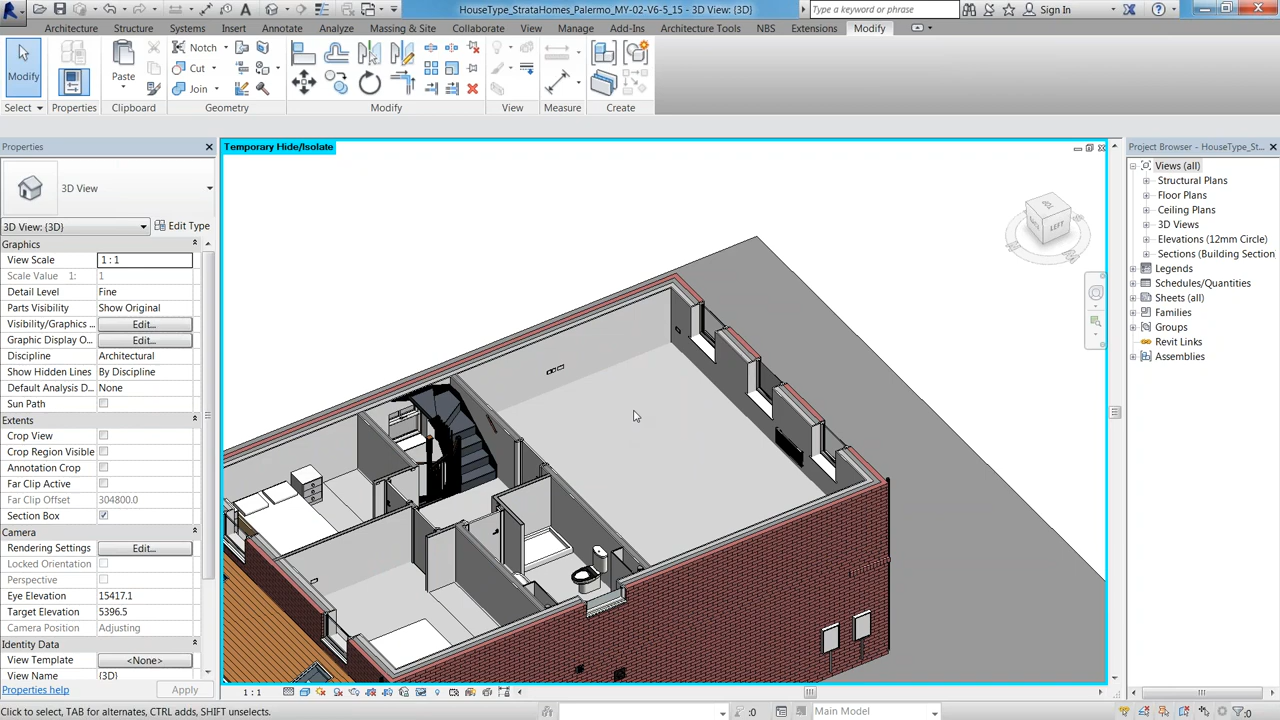 HouseType_StrataHomes_Palermo_MY-02-V6-5_15 - 3D View: {3D}
Type a keyword or phrase
Sign In
Architecture
Structure
Systems
Insert
Annotate
Analyze
Massing & Site
Collaborate
View
Manage
Add-Ins
Architecture Tools
NBS
Extensions
Modify
Modify
Paste
Notch
Cut
Join
Select
Properties
Clipboard
Geometry
Modify
View
Measure
Create
Properties
3D View
3D View: {3D}
Edit Type
Graphics
View Scale 1 : 1
Scale Value 1: 1
Detail Level Fine
Parts Visibility Show Original
Visibility/Graphics ... Edit...
Graphic Display O... Edit...
Discipline Architectural
Show Hidden Lines By Discipline
Default Analysis D... None
Sun Path
Extents
Crop View
Crop Region Visible
Annotation Crop
Far Clip Active
Far Clip Offset 304800.0
Section Box
Camera
Rendering Settings Edit...
Locked Orientation
Perspective
Eye Elevation 15417.1
Target Elevation 5396.5
Camera Position Adjusting
Identity Data
View Template <None>
View Name {3D}
Properties help
Apply
Temporary Hide/Isolate
LEFT
1 : 1
Project Browser - HouseType_St...
Views (all)
Structural Plans
Floor Plans
Ceiling Plans
3D Views
Elevations (12mm Circle)
Sections (Building Section
Legends
Schedules/Quantities
Sheets (all)
Families
Groups
Revit Links
Assemblies
Click to select, TAB for alternates, CTRL adds, SHIFT unselects.
:0
Main Model
:0